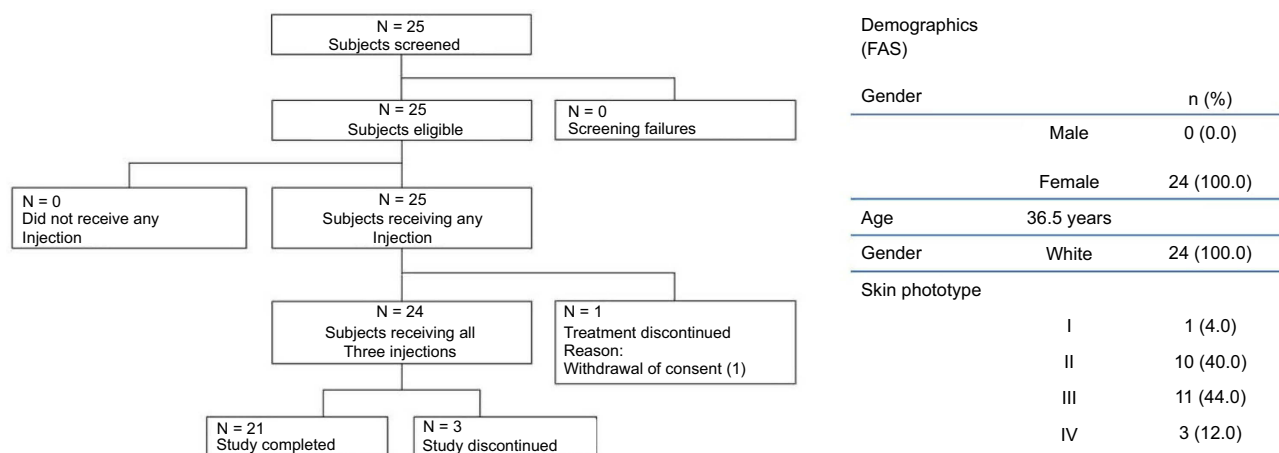 N = 25
Subjects screened
N = 25
Subjects eligible
N = 0
Screening failures
N = 0
Did not receive any
Injection
N = 25
Subjects receiving any
Injection
N = 24
Subjects receiving all
Three injections
N = 1
Treatment discontinued
Reason:
Withdrawal of consent (1)
N = 21
Study completed
N = 3
Study discontinued
Demographics
(FAS)
Gender n (%)
Male 0 (0.0)
Female 24 (100.0)
Age 36.5 years
Gender White 24 (100.0)
Skin phototype
I 1 (4.0)
II 10 (40.0)
III 11 (44.0)
IV 3 (12.0)